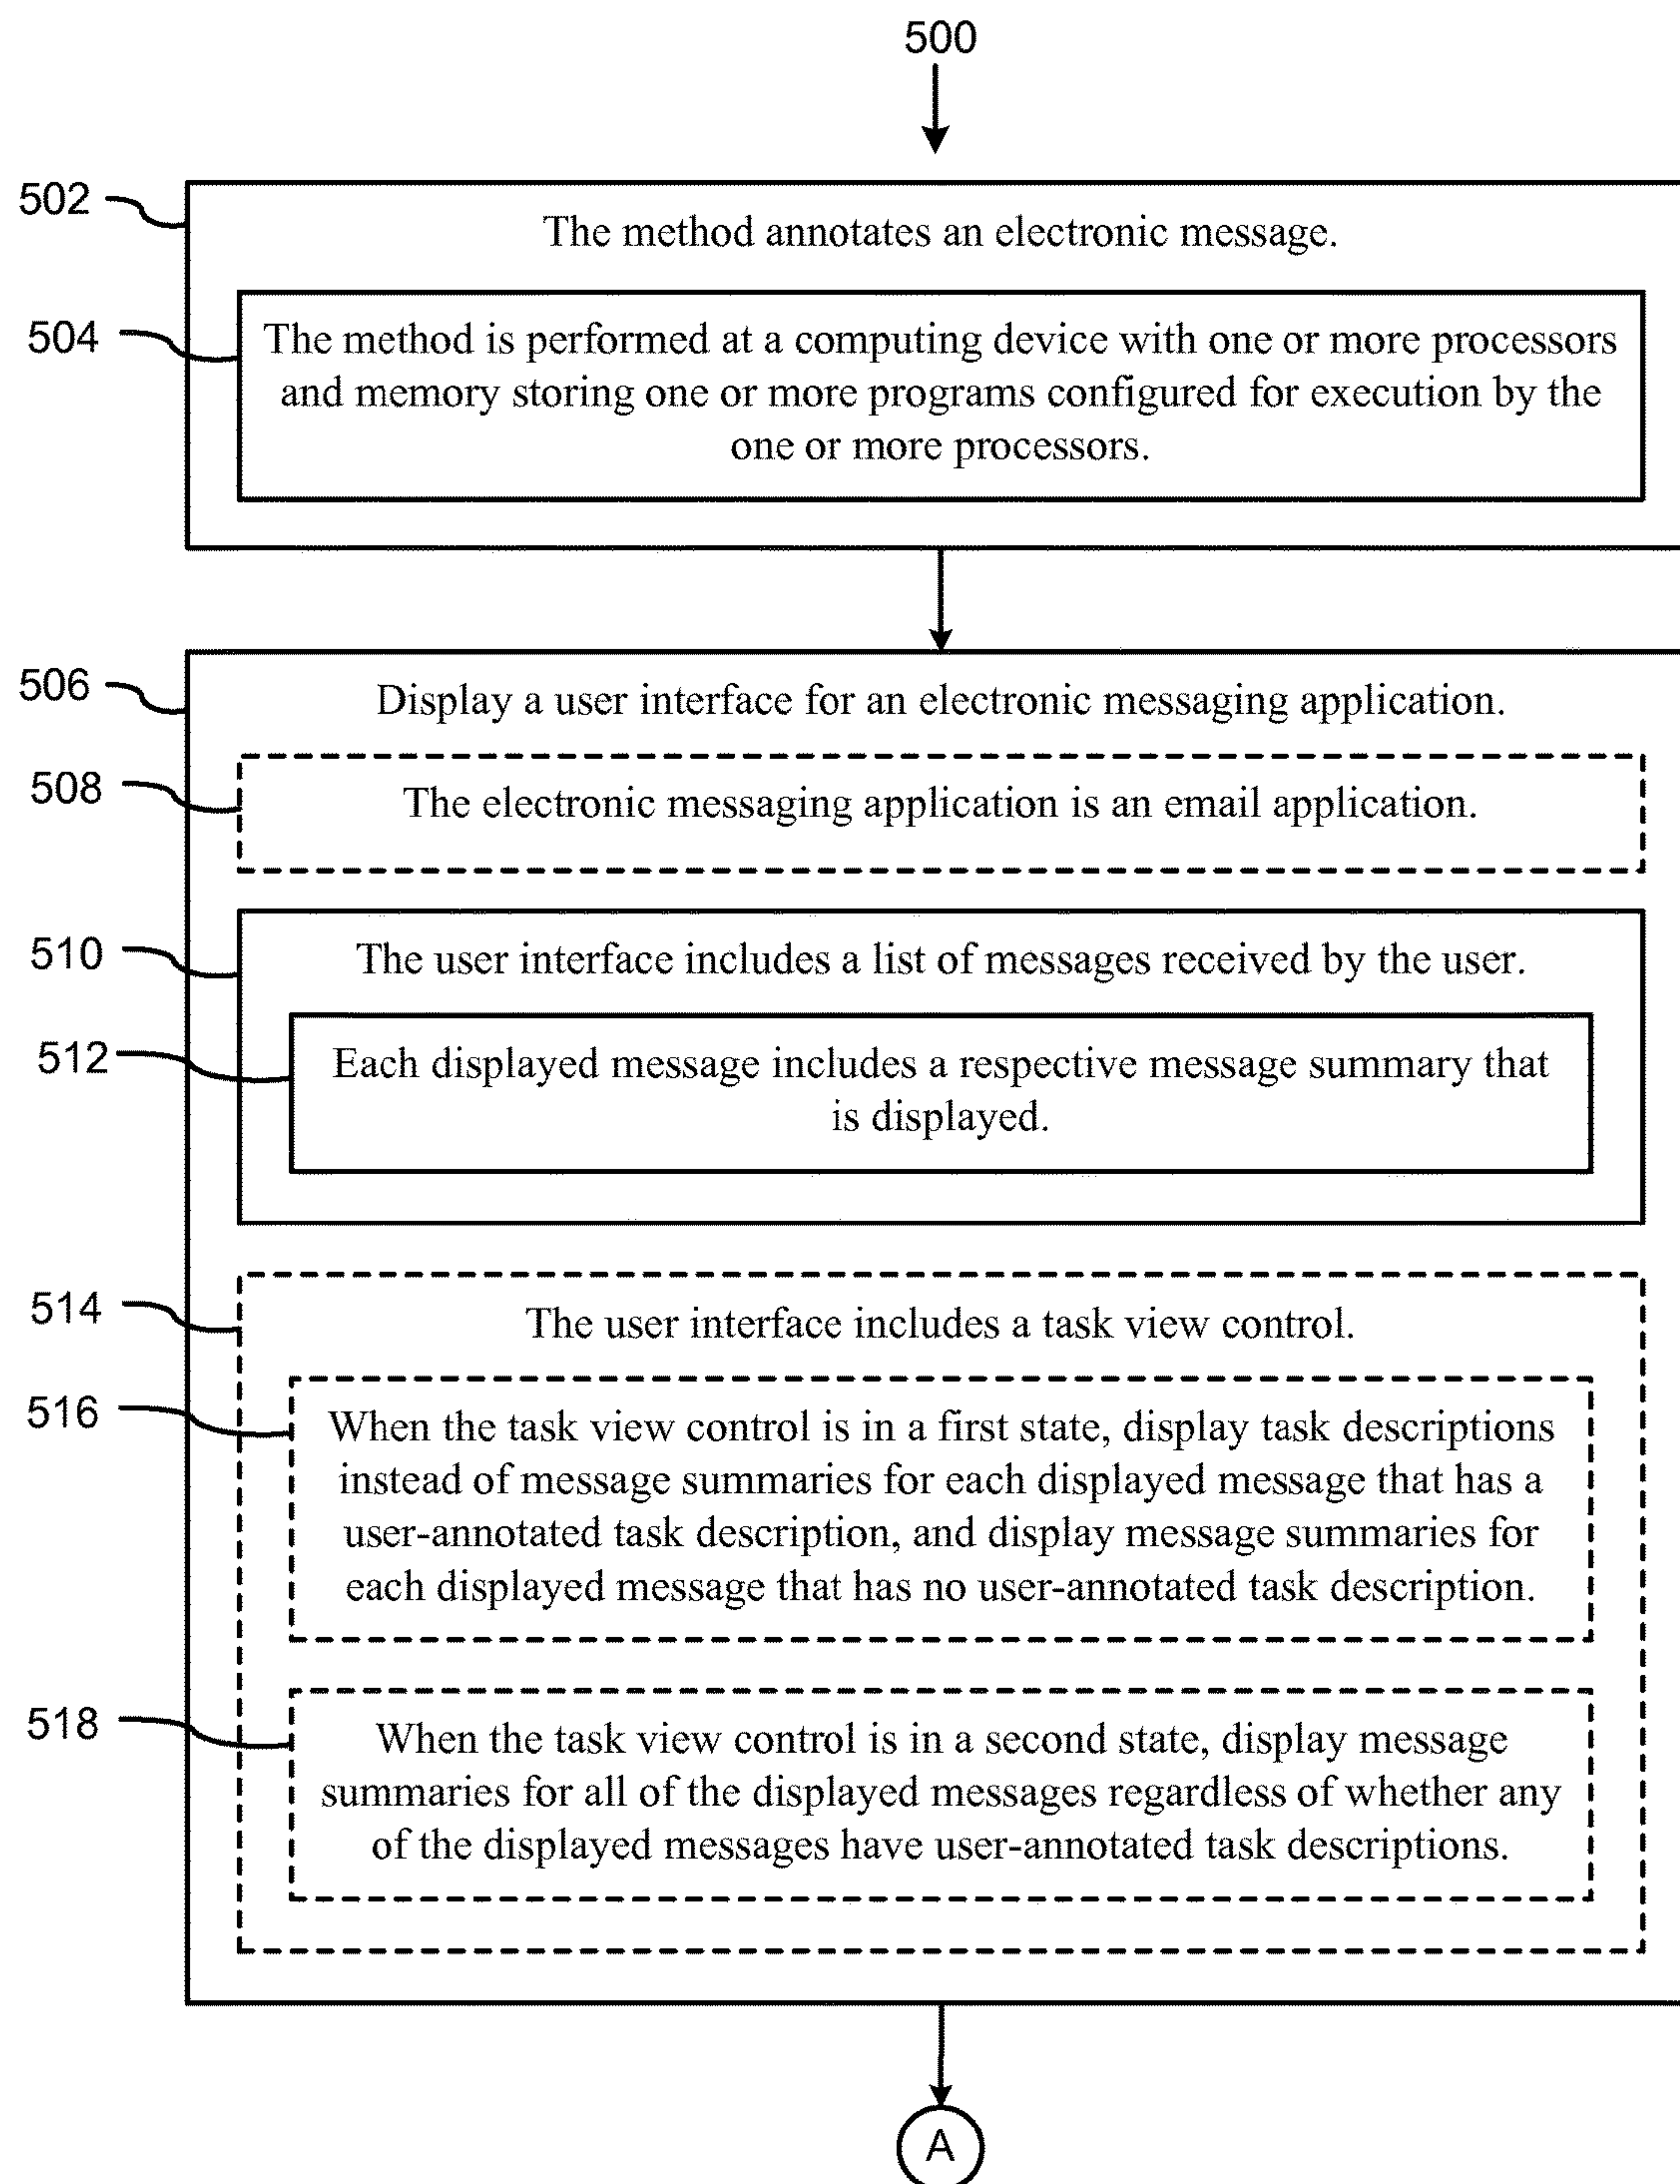 500
502
The method annotates an electronic message.
504
The method is performed at a computing device with one or more processors
and memory storing one or more programs configured for execution by the
one or more processors.
506
Display a user interface for an electronic messaging application.
508
The electronic messaging application is an email application.
510
The user interface includes a list of messages received by the user.
512
Each displayed message includes a respective message summary that
is displayed.
514
The user interface includes a task view control.
516
When the task view control is in a first state, display task descriptions
instead of message summaries for each displayed message that has a
user-annotated task description, and display message summaries for
each displayed message that has no user-annotated task description.
518
When the task view control is in a second state, display message
summaries for all of the displayed messages regardless of whether any
of the displayed messages have user-annotated task descriptions.
A